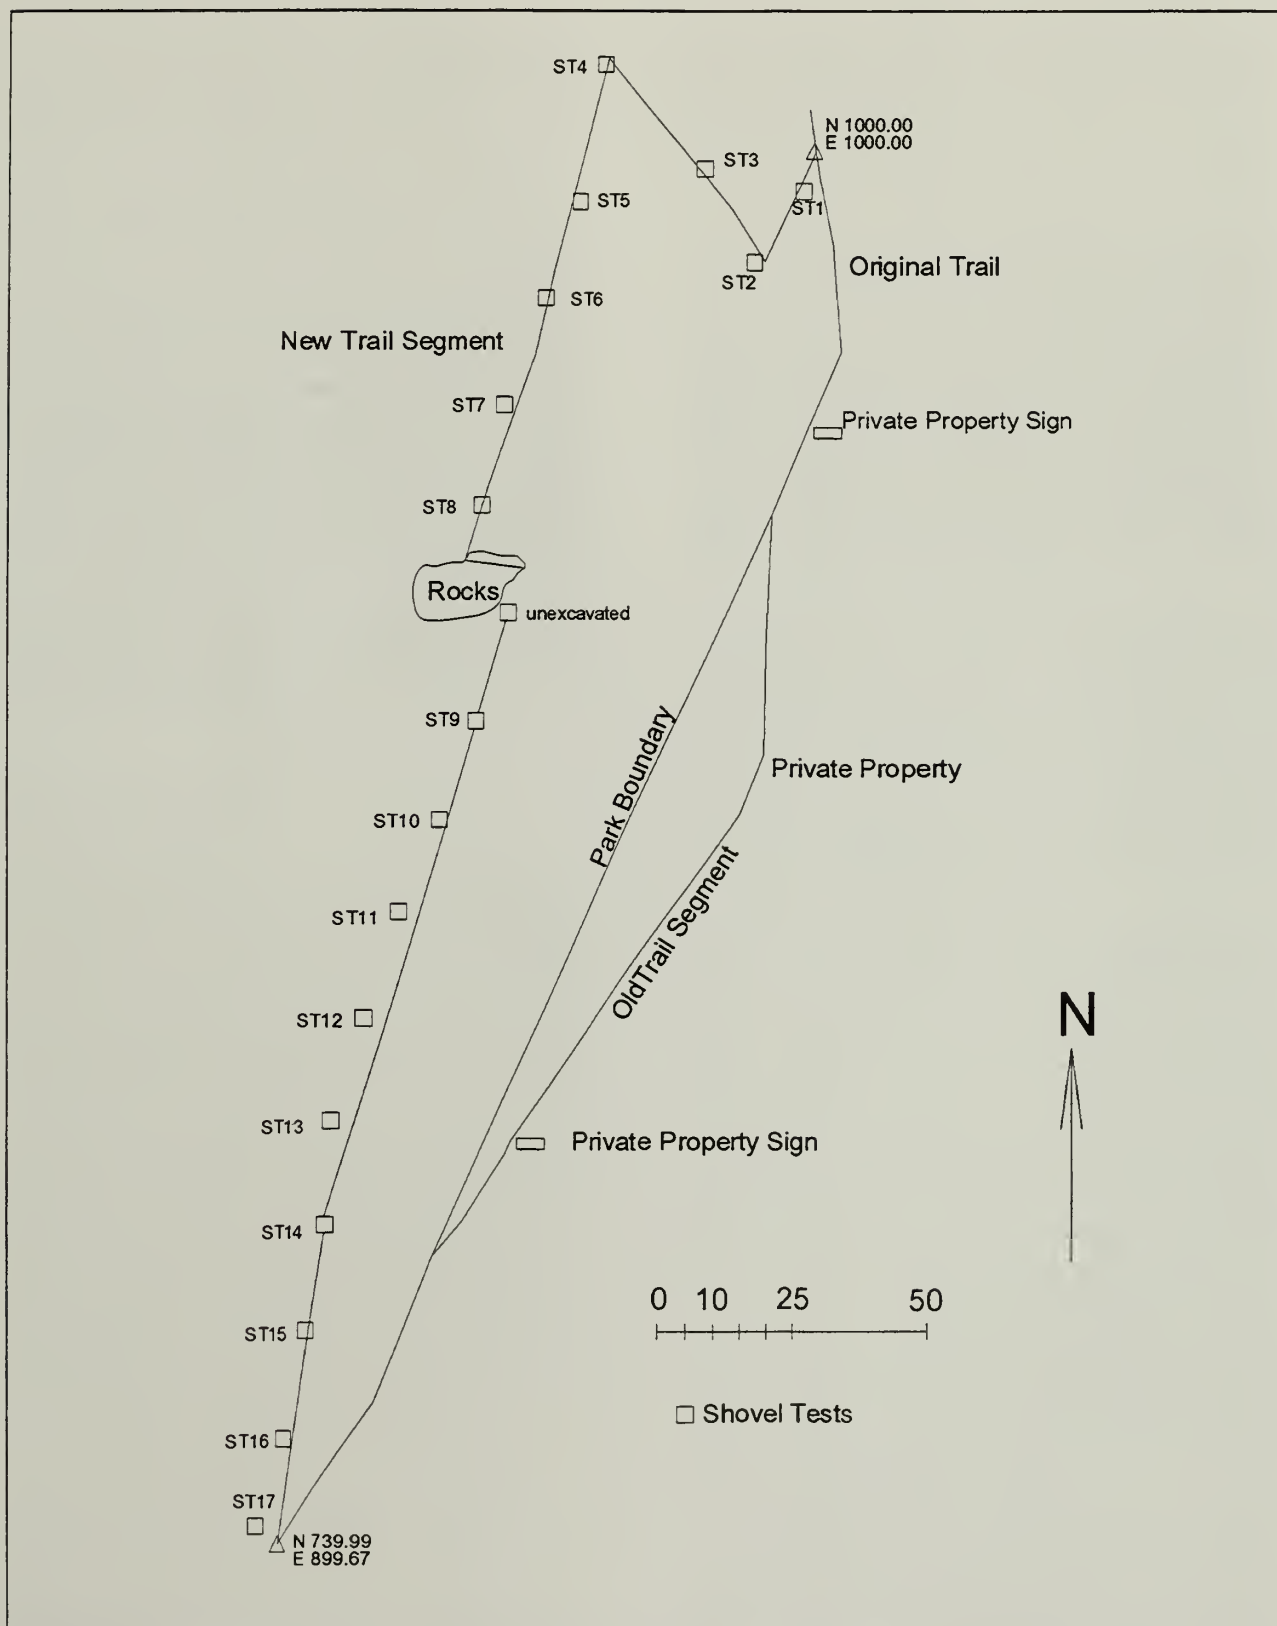 ST4
N 1000.00
E 1000.00
ST3
ST1
ST5
Original Trail
ST2
ST6
New Trail Segment
ST7
Private Property Sign
ST8
Rocks
unexcavated
ST9
Park Boundary
Private Property
ST10
OldTrail Segment
ST11
N
ST12
ST13
Private Property Sign
ST14
0 10 25 50
ST15
Shovel Tests
ST16
ST17
N 739.99
E 899.67